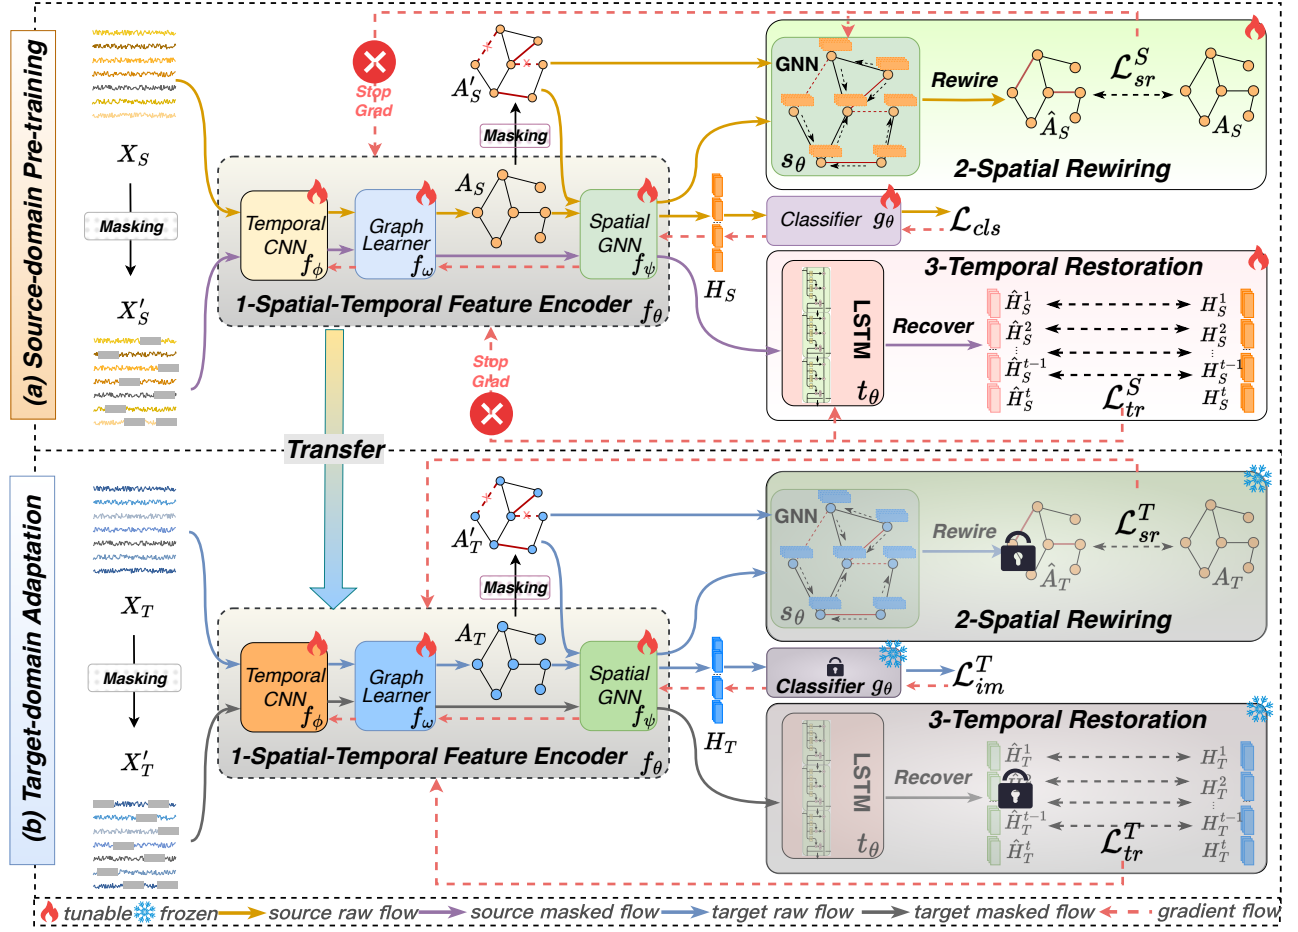 (a) Source-domain Pre-training
X_S
Masking
X'_S
Stop
Grad
A'_S
Masking
A_S
Temporal
CNN
f_ϕ
Graph
Learner
f_ω
Spatial
GNN
f_ψ
1-Spatial-Temporal Feature Encoder f_θ
H_S
GNN
s_θ
Rewire
Â_S
L^S_sr
A_S
2-Spatial Rewiring
Classifier g_θ
L_cls
3-Temporal Restoration
LSTM
t_θ
Recover
Ĥ^1_S
Ĥ^2_S
⋮
Ĥ^{t-1}_S
Ĥ^t_S
H^1_S
H^2_S
⋮
H^{t-1}_S
H^t_S
L^S_tr
Stop
Grad
Transfer
(b) Target-domain Adaptation
X_T
Masking
X'_T
A'_T
Masking
A_T
Temporal
CNN
f_ϕ
Graph
Learner
f_ω
Spatial
GNN
f_ψ
1-Spatial-Temporal Feature Encoder f_θ
H_T
GNN
s_θ
Rewire
Â_T
L^T_sr
A_T
2-Spatial Rewiring
Classifier g_θ
L^T_im
3-Temporal Restoration
LSTM
t_θ
Recover
Ĥ^1_T
Ĥ^{t-1}_T
Ĥ^t_T
H^1_T
H^2_T
⋮
H^{t-1}_T
H^t_T
L^T_tr
tunable frozen source raw flow source masked flow target raw flow target masked flow gradient flow